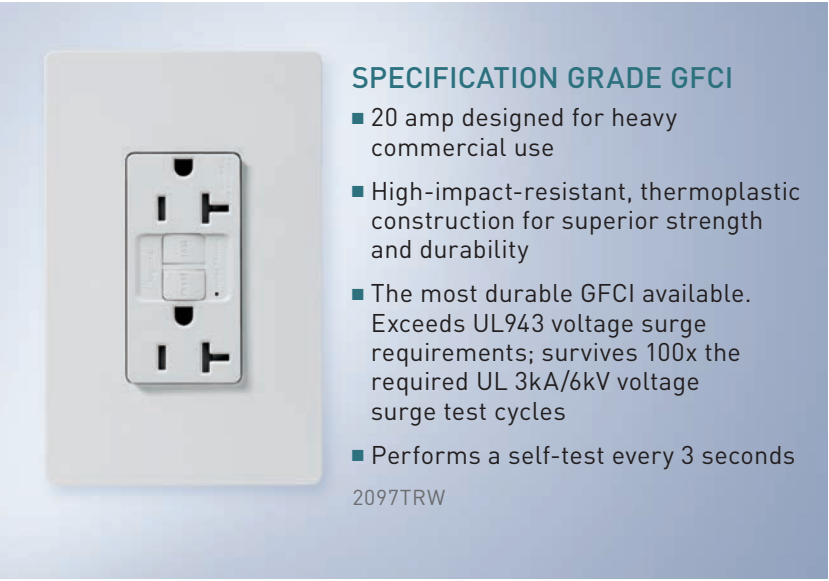 SPECIFICATION GRADE GFCI
■ 20 amp designed for heavy
commercial use
■ High-impact-resistant, thermoplastic
construction for superior strength
and durability
■ The most durable GFCI available.
Exceeds UL943 voltage surge
requirements; survives 100x the
required UL 3kA/6kV voltage
surge test cycles
■ Performs a self-test every 3 seconds
2097TRW